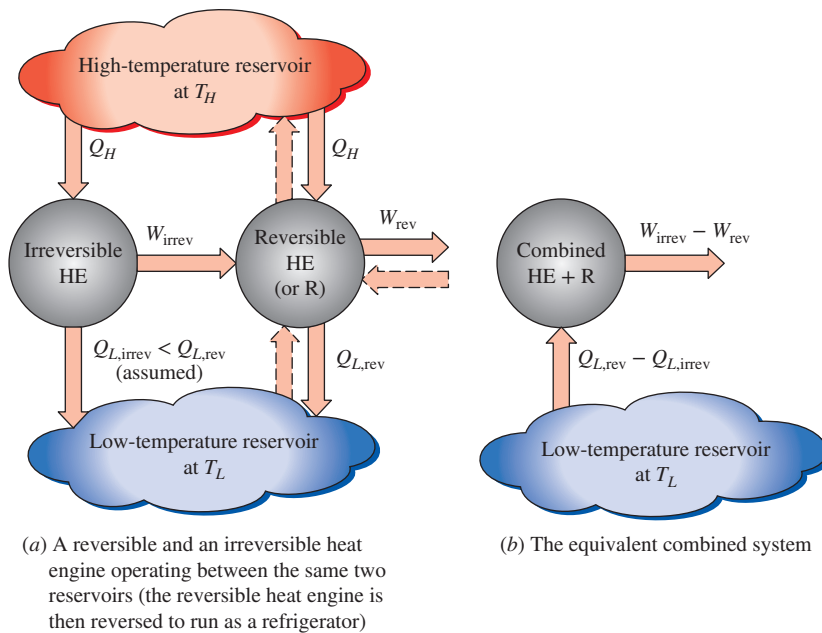 High-temperature reservoir
at T_H
Q_H
Q_H
Irreversible
HE
W_irrev
Reversible
HE
(or R)
W_rev
Q_L,irrev < Q_L,rev
(assumed)
Q_L,rev
Low-temperature reservoir
at T_L
Combined
HE + R
W_irrev − W_rev
Q_L,rev − Q_L,irrev
Low-temperature reservoir
at T_L
(a) A reversible and an irreversible heat
engine operating between the same two
reservoirs (the reversible heat engine is
then reversed to run as a refrigerator)
(b) The equivalent combined system